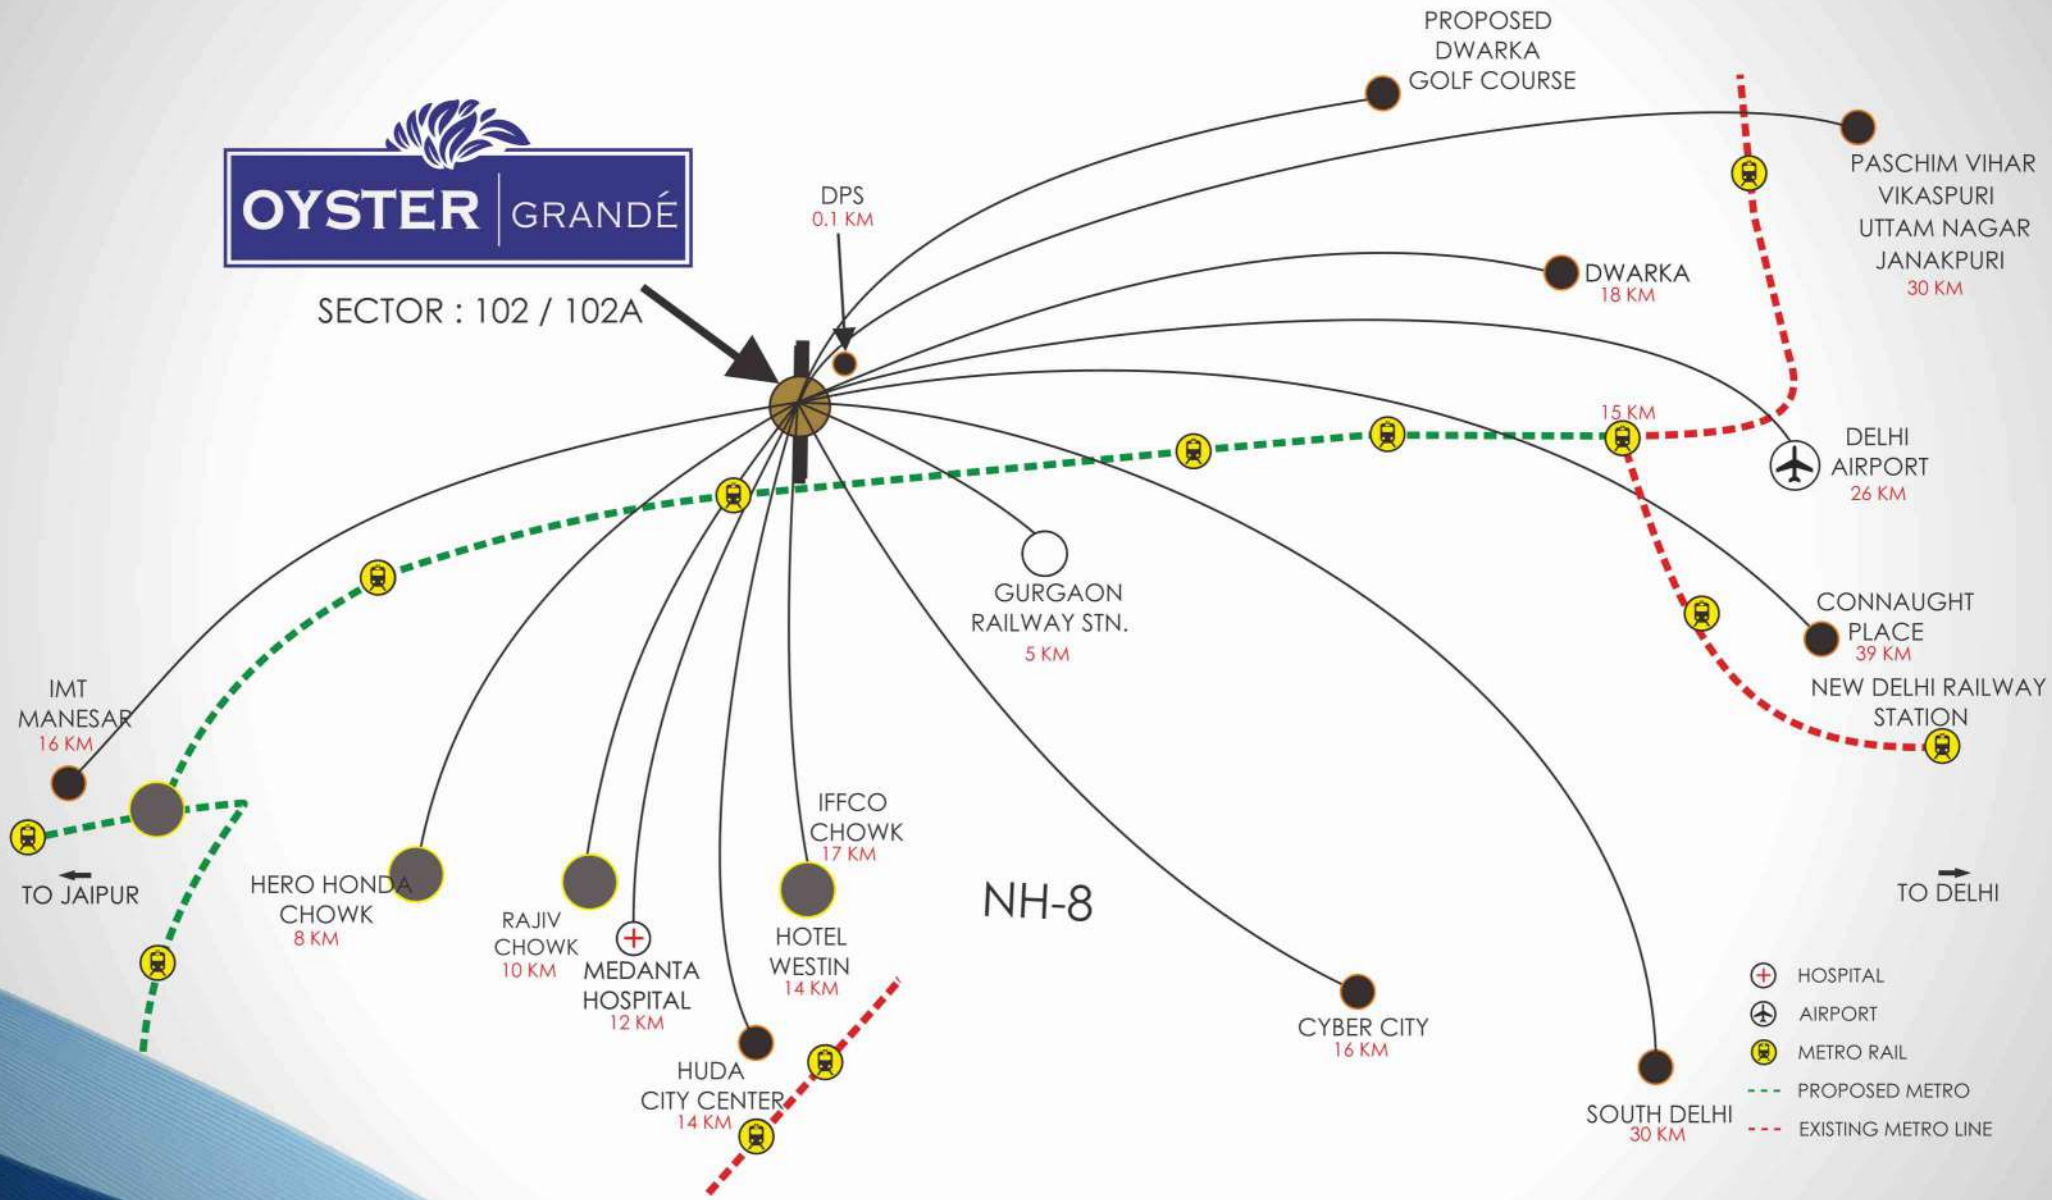 PROPOSED
DWARKA
GOLF COURSE
OYSTER GRANDÉ
SECTOR : 102 / 102A
DPS
0.1 KM
PASCHIM VIHAR
VIKASPURI
UTTAM NAGAR
JANAKPURI
30 KM
DWARKA
18 KM
15 KM
DELHI
AIRPORT
26 KM
GURGAON
RAILWAY STN.
5 KM
CONNAUGHT
PLACE
39 KM
NEW DELHI RAILWAY
STATION
IMT
MANESAR
16 KM
TO JAIPUR
HERO HONDA
CHOWK
8 KM
RAJIV
CHOWK
10 KM
MEDANTA
HOSPITAL
12 KM
HUDA
CITY CENTER
14 KM
IFFCO
CHOWK
17 KM
HOTEL
WESTIN
14 KM
NH-8
CYBER CITY
16 KM
SOUTH DELHI
30 KM
TO DELHI
HOSPITAL
AIRPORT
METRO RAIL
PROPOSED METRO
EXISTING METRO LINE